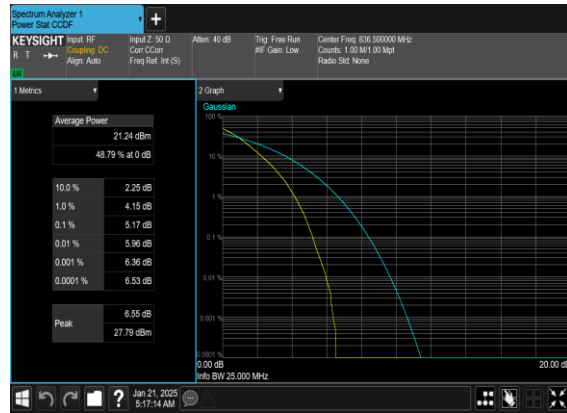 Spectrum Analyzer 1
Power Stat CCDF
+
KEYSIGHT
R T
LV
Input: RF
Coupling: DC
Align: Auto
Input Z: 50 Ω
Corr CCorr
Freq Ref: Int (S)
Atten: 40 dB
Trig: Free Run
#IF Gain: Low
Center Freq: 836.500000 MHz
Counts: 1.00 M/1.00 Mpt
Radio Std: None
1 Metrics
Average Power
21.24 dBm
48.79 % at 0 dB
10.0 % 2.25 dB
1.0 % 4.15 dB
0.1 % 5.17 dB
0.01 % 5.96 dB
0.001 % 6.36 dB
0.0001 % 6.53 dB
Peak
6.55 dB
27.79 dBm
2 Graph
Gaussian
100 %
10 %
1 %
0.1 %
0.01 %
0.001 %
0.0001 %
0.00 dB
20.00 dB
Info BW 25.000 MHz
?
Jan 21, 2025
5:17:14 AM